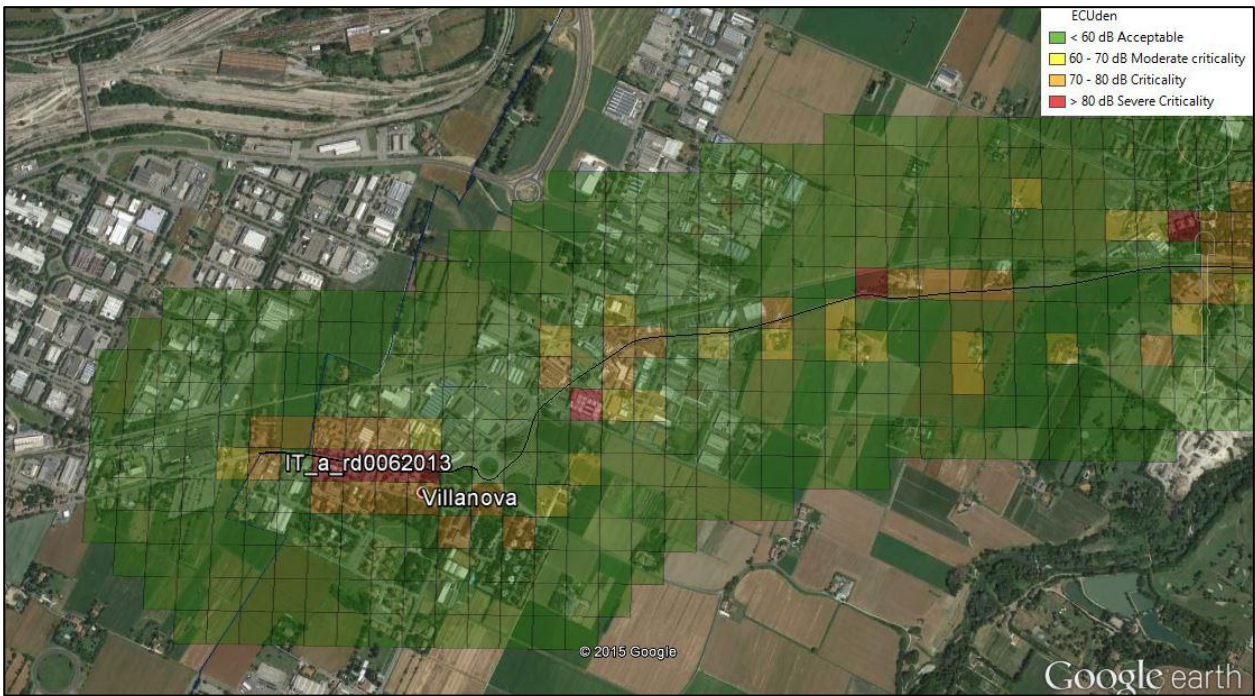 ECUden
< 60 dB Acceptable
60 - 70 dB Moderate criticality
70 - 80 dB Criticality
> 80 dB Severe Criticality
IT_a_rd0062013
Villanova
© 2015 Google
Google earth